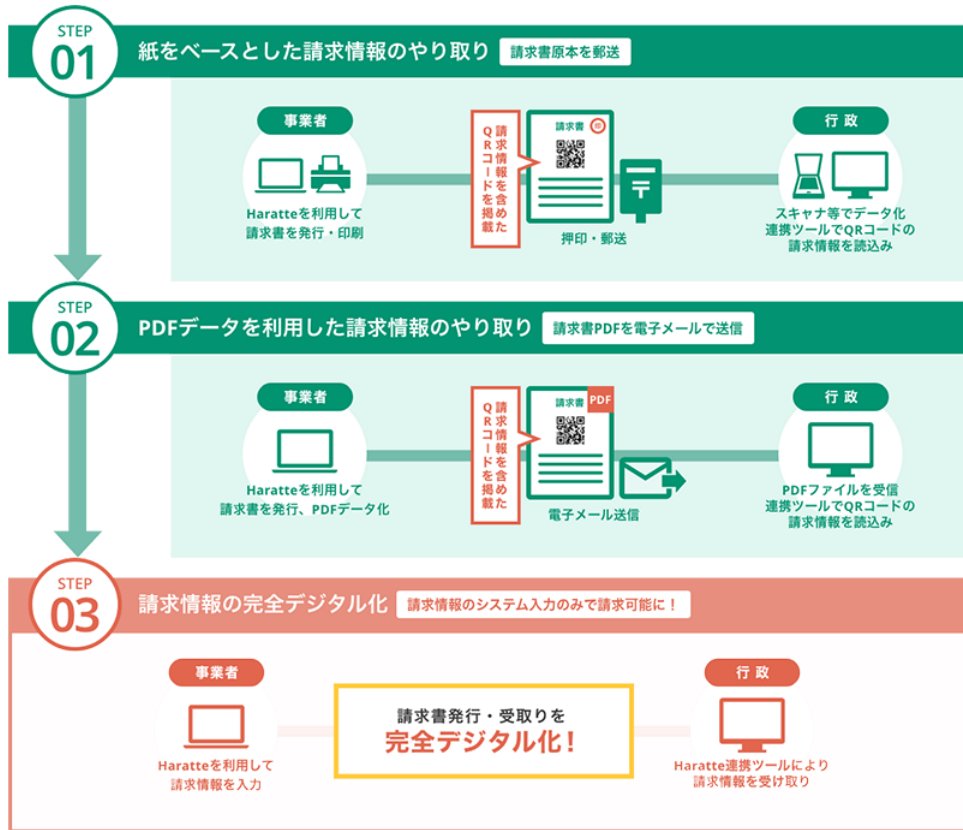 STEP
01
紙をベースとした請求情報のやり取り
請求書原本を郵送
事業者
Haratteを利用して
請求書を発行・印刷
請求情報を含めた
QRコードを掲載
請求書
印
押印・郵送
行政
スキャナ等でデータ化
連携ツールでQRコードの
請求情報を読込み
STEP
02
PDFデータを利用した請求情報のやり取り
請求書PDFを電子メールで送信
事業者
Haratteを利用して
請求書を発行、PDFデータ化
請求情報を含めた
QRコードを掲載
請求書
PDF
電子メール送信
行政
PDFファイルを受信
連携ツールでQRコードの
請求情報を読込み
STEP
03
請求情報の完全デジタル化
請求情報のシステム入力のみで請求可能に！
事業者
Haratteを利用して
請求情報を入力
請求書発行・受取りを
完全デジタル化！
行政
Haratte連携ツールにより
請求情報を受け取り